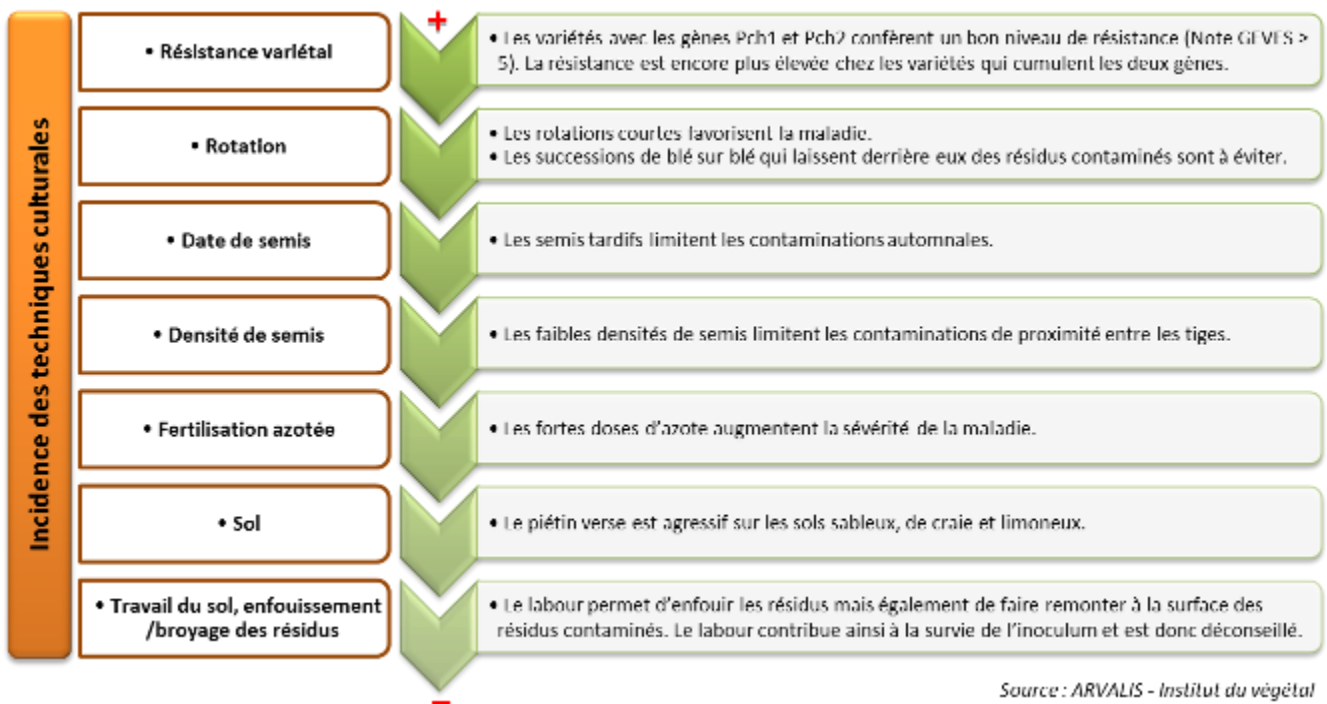 Incidence des techniques culturales
• Résistance variétal
+
• Les variétés avec les gènes Pch1 et Pch2 confèrent un bon niveau de résistance (Note GEVES >
5). La résistance est encore plus élevée chez les variétés qui cumulent les deux gènes.
• Rotation
• Les rotations courtes favorisent la maladie.
• Les successions de blé sur blé qui laissent derrière eux des résidus contaminés sont à éviter.
• Date de semis
• Les semis tardifs limitent les contaminations automnales.
• Densité de semis
• Les faibles densités de semis limitent les contaminations de proximité entre les tiges.
• Fertilisation azotée
• Les fortes doses d'azote augmentent la sévérité de la maladie.
• Sol
• Le piétin verse est agressif sur les sols sableux, de craie et limoneux.
• Travail du sol, enfouissement
/broyage des résidus
• Le labour permet d'enfouir les résidus mais également de faire remonter à la surface des
résidus contaminés. Le labour contribue ainsi à la survie de l'inoculum et est donc déconseillé.
–
Source : ARVALIS - Institut du végétal